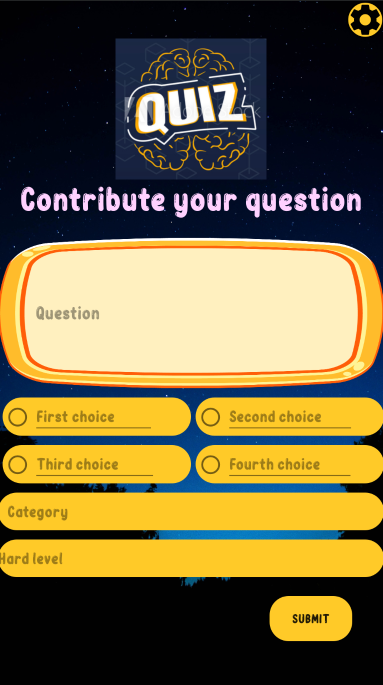 QUIZ
Contribute your question
Question
First choice
Second choice
Third choice
Fourth choice
Category
Hard level
SUBMIT